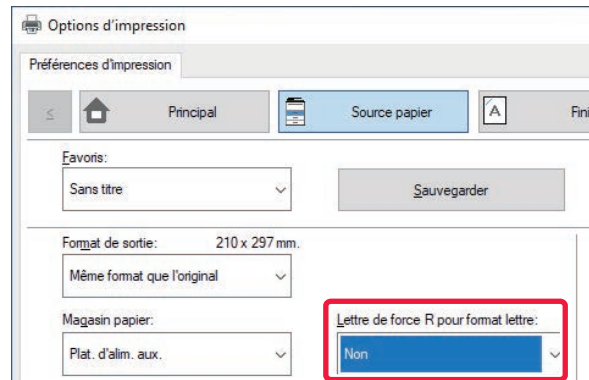 Options d'impression
Préférences d'impression
≤ Principal Source papier A
Favoris:
Sans titre Sauvegarder
Format de sortie: 210 x 297 mm.
Même format que l'original
Magasin papier: Lettre de force R pour format lettre:
Plat. d'alim. aux. Non